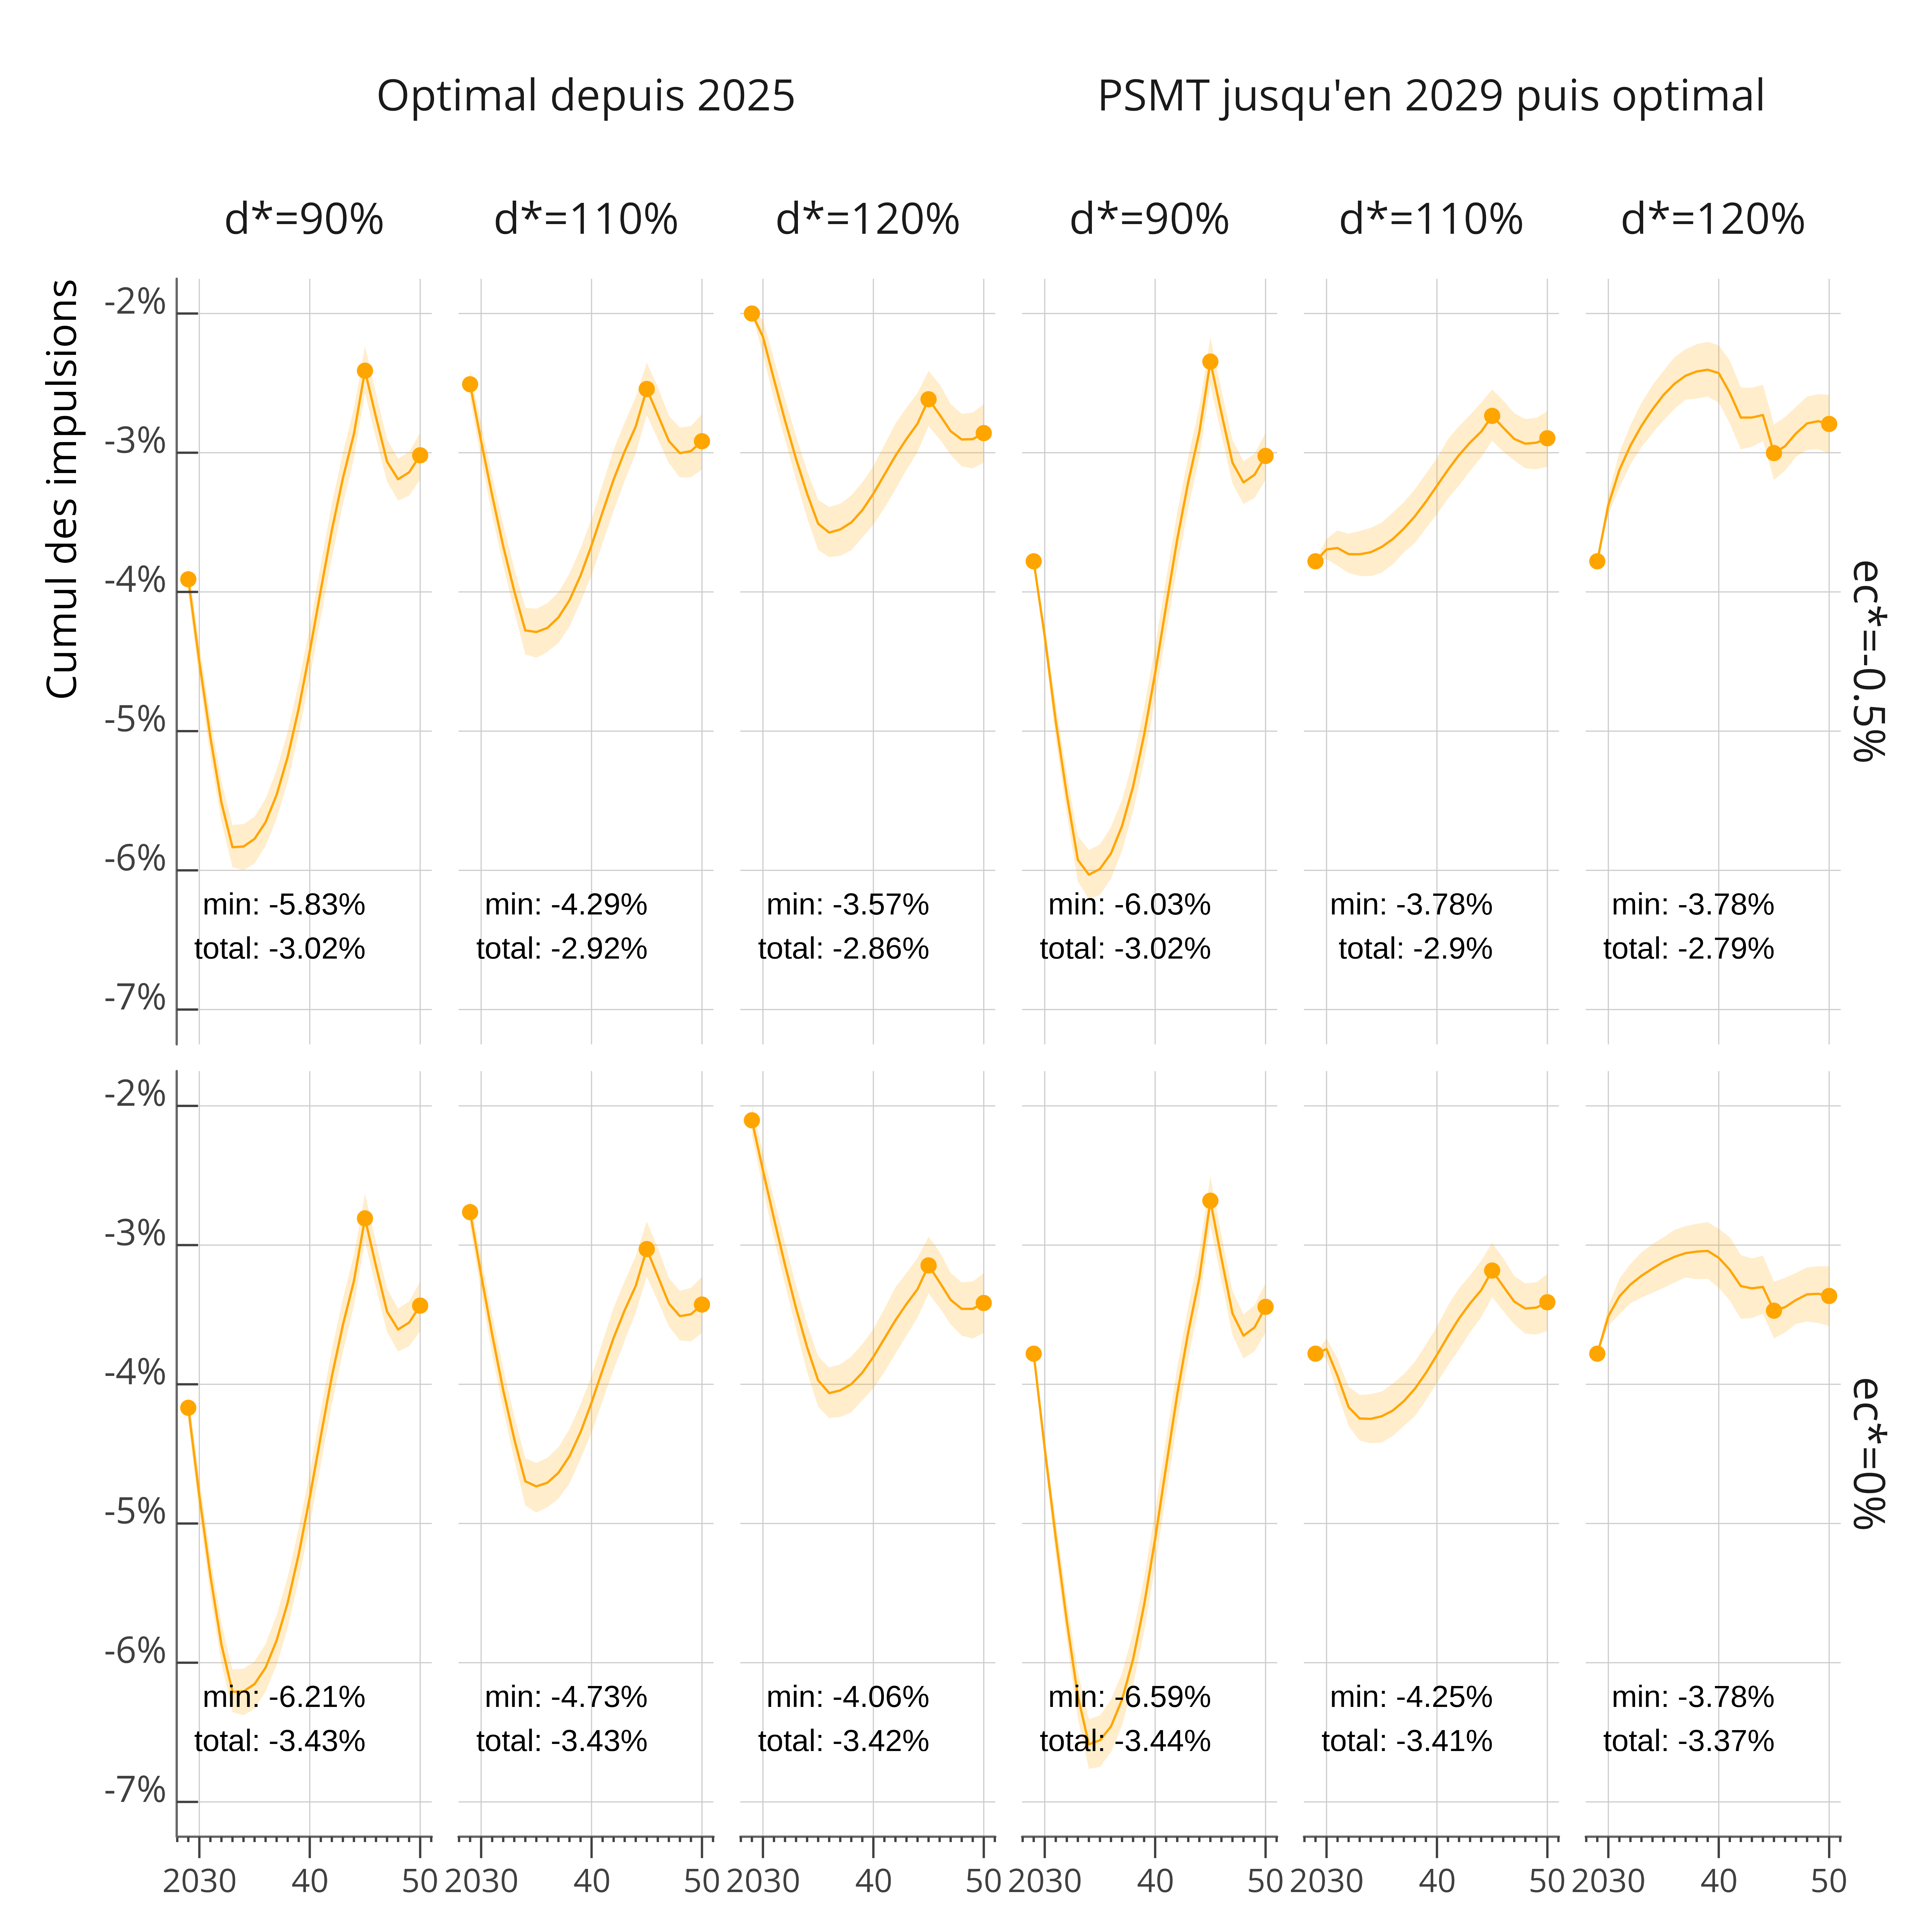 Optimal depuis 2025
PSMT jusqu'en 2029 puis optimal
d*=90%
d*=110%
d*=120%
d*=90%
d*=110%
d*=120%
Cumul des impulsions
-2%
-3%
-4%
-5%
-6%
-7%
min: -5.83%
total: -3.02%
min: -4.29%
total: -2.92%
min: -3.57%
total: -2.86%
min: -6.03%
total: -3.02%
min: -3.78%
total: -2.9%
min: -3.78%
total: -2.79%
ec*=-0.5%
-2%
-3%
-4%
-5%
-6%
-7%
min: -6.21%
total: -3.43%
min: -4.73%
total: -3.43%
min: -4.06%
total: -3.42%
min: -6.59%
total: -3.44%
min: -4.25%
total: -3.41%
min: -3.78%
total: -3.37%
ec*=0%
2030 40 50
2030 40 50
2030 40 50
2030 40 50
2030 40 50
2030 40 50